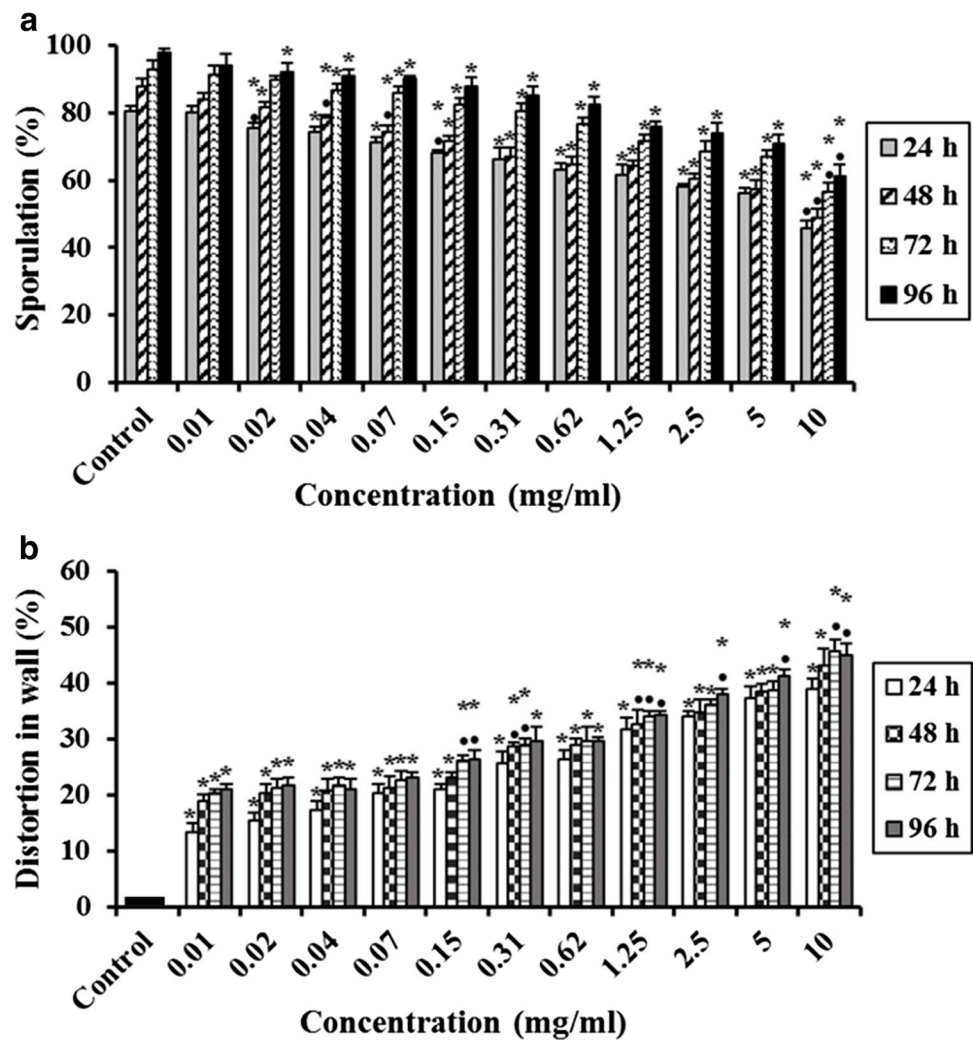 a
Sporulation (%)
100
80
60
40
20
0
Control 0.01 0.02 0.04 0.07 0.15 0.31 0.62 1.25 2.5 5 10
Concentration (mg/ml)
24 h
48 h
72 h
96 h
b
Distortion in wall (%)
60
50
40
30
20
10
0
Control 0.01 0.02 0.04 0.07 0.15 0.31 0.62 1.25 2.5 5 10
Concentration (mg/ml)
24 h
48 h
72 h
96 h